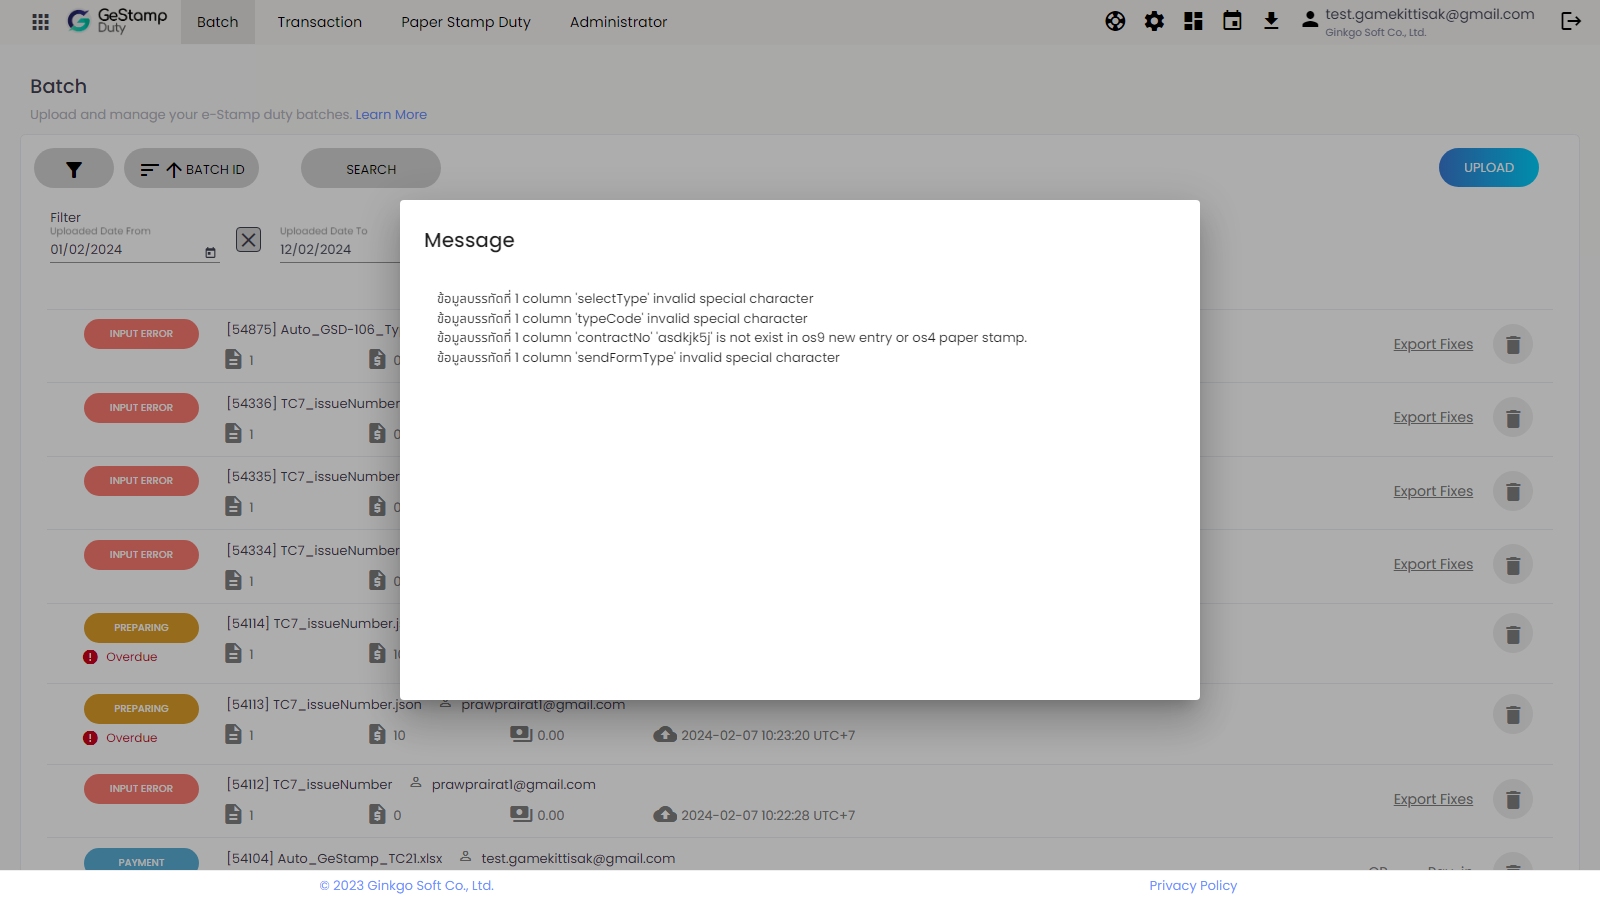 GeStamp
Duty
Batch
Transaction
Paper Stamp Duty
Administrator
test.gamekittisak@gmail.com
Ginkgo Soft Co., Ltd.
Batch
Upload and manage your e-Stamp duty batches. Learn More
BATCH ID
SEARCH
UPLOAD
Filter
Uploaded Date From
01/02/2024
Uploaded Date To
12/02/2024
Message
ข้อมูลบรรทัดที่ 1 column 'selectType' invalid special character
ข้อมูลบรรทัดที่ 1 column 'typeCode' invalid special character
ข้อมูลบรรทัดที่ 1 column 'contractNo' 'asdkjk5j' is not exist in os9 new entry or os4 paper stamp.
ข้อมูลบรรทัดที่ 1 column 'sendFormType' invalid special character
INPUT ERROR
[54875] Auto_GSD-106_Ty
1
0
Export Fixes
INPUT ERROR
[54336] TC7_issueNumber
1
0
Export Fixes
INPUT ERROR
[54335] TC7_issueNumber
1
0
Export Fixes
INPUT ERROR
[54334] TC7_issueNumber
1
0
Export Fixes
PREPARING
Overdue
[54114] TC7_issueNumber.j
1
PREPARING
Overdue
[54113] TC7_issueNumber.json
prawprairat1@gmail.com
1
10
0.00
2024-02-07 10:23:20 UTC+7
INPUT ERROR
[54112] TC7_issueNumber
prawprairat1@gmail.com
1
0
0.00
2024-02-07 10:22:28 UTC+7
Export Fixes
PAYMENT
[54104] Auto_GeStamp_TC21.xlsx
test.gamekittisak@gmail.com
© 2023 Ginkgo Soft Co., Ltd.
Privacy Policy